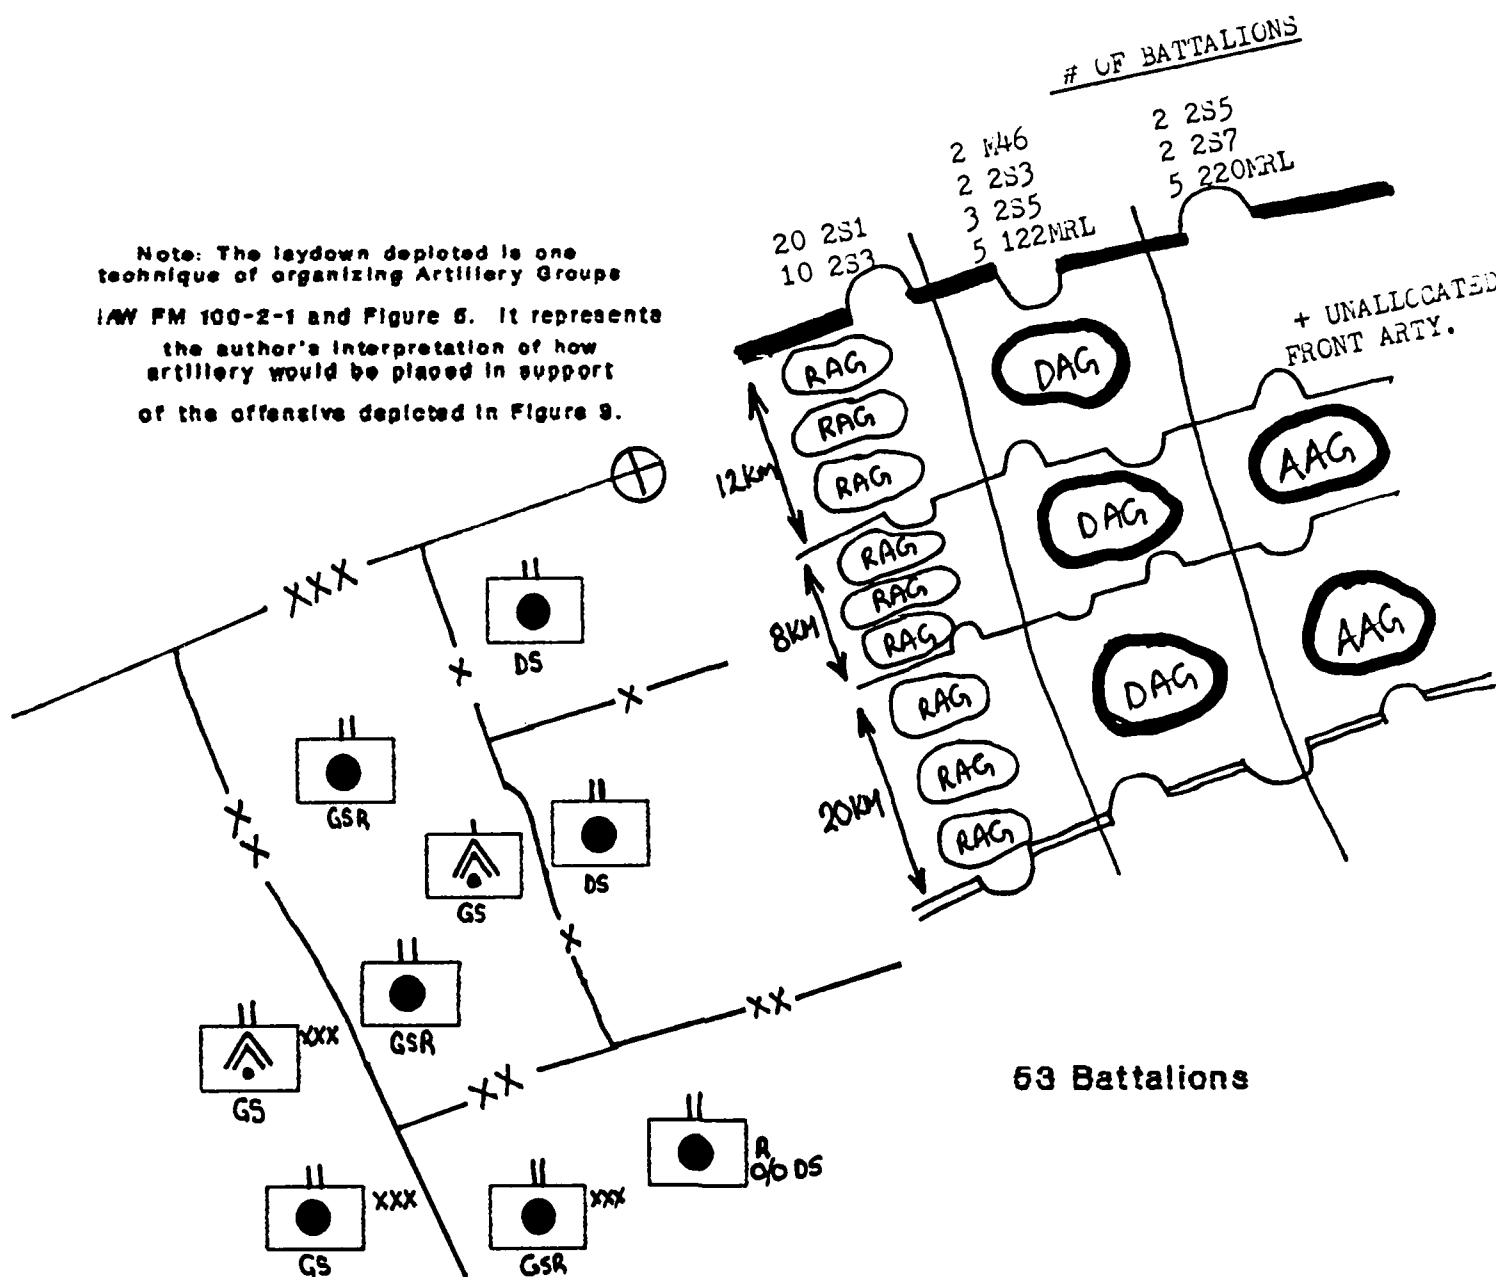 # OF BATTALIONS
2 2S5
2 2S7
5 220MRL
2 M46
2 2S3
3 2S5
5 122MRL
20 2S1
10 2S3
Note: The laydown depicted is one
technique of organizing Artillery Groups
IAW FM 100-2-1 and Figure 6. It represents
the author's interpretation of how
artillery would be placed in support
of the offensive depicted in Figure 9.
+ UNALLOCATED
FRONT ARTY.
RAG
RAG
RAG
DAG
12KM
AAG
RAG
RAG
RAG
DAG
8KM
AAG
RAG
RAG
RAG
DAG
20KM
XXX
X
DS
X
GSR
XX
DS
GS
X
GSR
XX
XXX
GS
XX
53 Battalions
R
O/O DS
XXX
GS
XXX
GSR